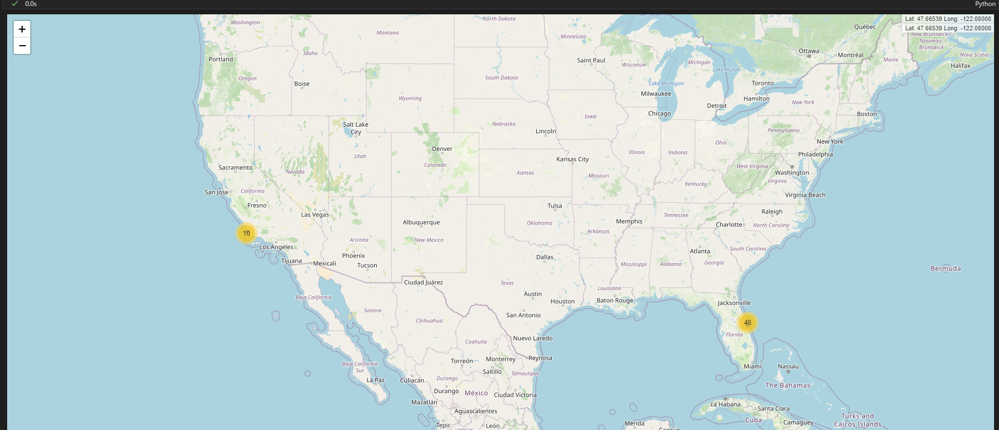 0.0s
Python
+
−
Lat: 47.66539 Long: -122.08008
Lat: 47.66539 Long: -122.08008
Washington
North Dakota
Lake Superior
Québec
Montana
Minnesota
New Brunswick /
Nouveau-
Brunswick
Ottawa
Montréal
Idaho
Nova Scotia
Portland
Saint Paul
Wisconsin
Michigan
Maine
Halifax
Lake Huron
Oregon
South Dakota
Boise
Lake Michigan
Toronto
Milwaukee
Hamilton
Wyoming
Detroit
New York
Chicago
Boston
Iowa
Salt Lake
City
Nebraska
Lincoln
Pennsylvania
New York
Denver
Ohio
Utah
Illinois
Indiana
Philadelphia
Kansas City
Colorado
Sacramento
Nevada
West Virginia
Washington
Kansas
Missouri
Virginia
Kentucky
San Jose
California
Virginia Beach
Fresno
Tulsa
Las Vegas
Raleigh
Tennessee
Albuquerque
Oklahoma
Memphis
Charlotte
North Carolina
10
Arkansas
Arizona
New Mexico
Los Angeles
South Carolina
Atlanta
Phoenix
Dallas
Tijuana
Mexicali
Tucson
Mississippi
Alabama
Georgia
Bermuda
Ciudad Juárez
Texas
Louisiana
Austin
Baja California
Houston
Baton Rouge
Jacksonville
Sonora
San Antonio
Chihuahua
46
Florida
Nuevo Laredo
Coahuila
Torreón
Monterrey
Reynosa
Baja California
Sur
Saltillo
Miami
Nassau
Tamaulipas
La Paz
Culiacán
Durango
The Bahamas
Durango
México
Ciudad Victoria
Mazatlán
La Habana
Santa Clara
Aguascalientes
Turks and
Caicos Islands
Cuba
Camagüey
Tepic
León
Mérida
Cancún
Jalisco